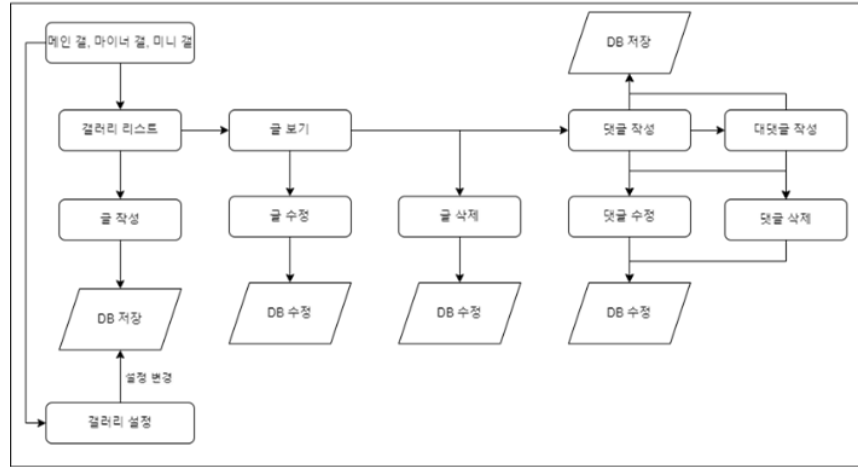 메인 갤, 마이너 갤, 미니 갤
DB 저장
갤러리 리스트
글 보기
댓글 작성
대댓글 작성
글 작성
글 수정
글 삭제
댓글 수정
댓글 삭제
DB 저장
DB 수정
DB 수정
DB 수정
설정 변경
갤러리 설정